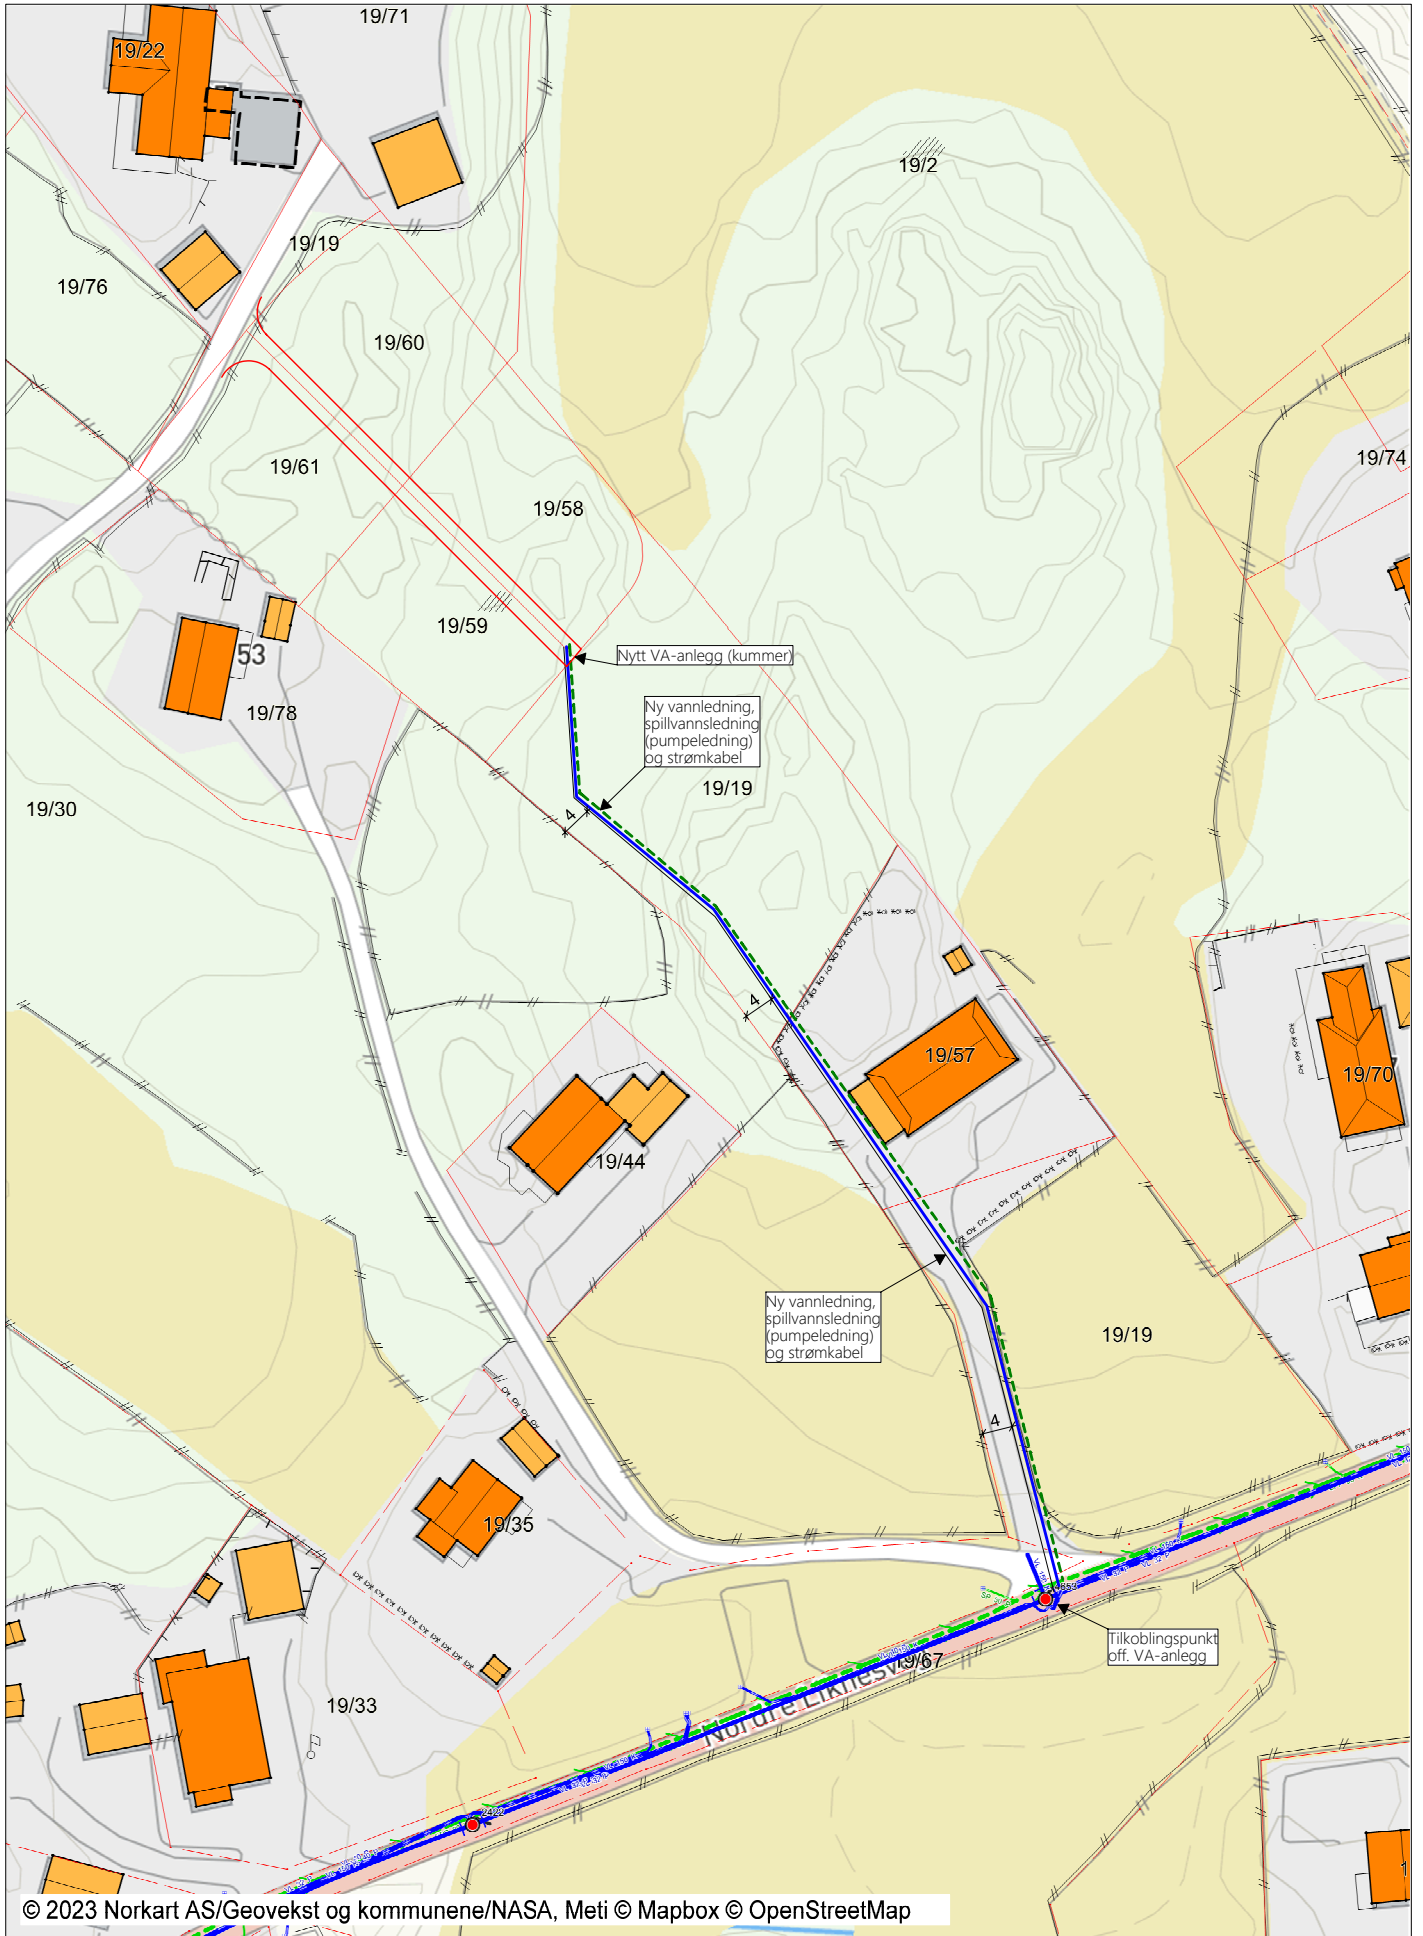 19/71
19/22
19/2
19/19
19/76
19/60
19/74
19/61
19/58
19/59
Nytt VA-anlegg (kummer)
53
19/78
Ny vannledning,
spillvannsledning
(pumpeledning)
og strømkabel
19/19
19/30
4
4
19/57
19/70
19/44
Ny vannledning,
spillvannsledning
(pumpeledning)
og strømkabel
19/19
4
19/35
Tilkoblingspunkt
off. VA-anlegg
19/67
19/33
2422
© 2023 Norkart AS/Geovekst og kommunene/NASA, Meti © Mapbox © OpenStreetMap